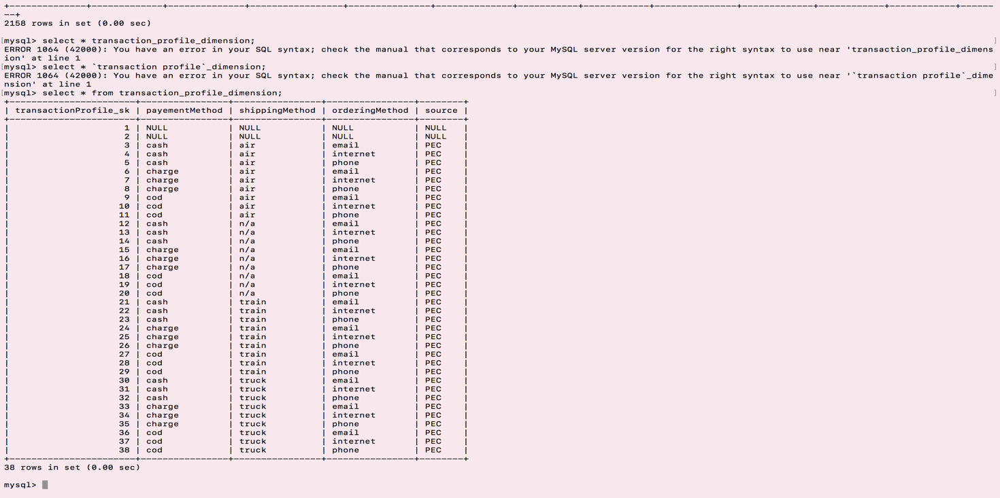 +---------------+--------------+---------------+------------------+----------------+--------------+------------+-------------+----------------+--------------+-------------+-------------+-------
--+
2158 rows in set (0.00 sec)
[mysql> select * transaction_profile_dimension; ]
ERROR 1064 (42000): You have an error in your SQL syntax; check the manual that corresponds to your MySQL server version for the right syntax to use near 'transaction_profile_dimens
ion' at line 1
[mysql> select * `transaction profile`_dimension; ]
ERROR 1064 (42000): You have an error in your SQL syntax; check the manual that corresponds to your MySQL server version for the right syntax to use near '`transaction profile`_dime
nsion' at line 1
[mysql> select * from transaction_profile_dimension; ]
+-----------------------+----------------+----------------+----------------+--------+
| transactionProfile_sk | payementMethod | shippingMethod | orderingMethod | source |
+-----------------------+----------------+----------------+----------------+--------+
| 1 | NULL | NULL | NULL | NULL |
| 2 | NULL | NULL | NULL | NULL |
| 3 | cash | air | email | PEC |
| 4 | cash | air | internet | PEC |
| 5 | cash | air | phone | PEC |
| 6 | charge | air | email | PEC |
| 7 | charge | air | internet | PEC |
| 8 | charge | air | phone | PEC |
| 9 | cod | air | email | PEC |
| 10 | cod | air | internet | PEC |
| 11 | cod | air | phone | PEC |
| 12 | cash | n/a | email | PEC |
| 13 | cash | n/a | internet | PEC |
| 14 | cash | n/a | phone | PEC |
| 15 | charge | n/a | email | PEC |
| 16 | charge | n/a | internet | PEC |
| 17 | charge | n/a | phone | PEC |
| 18 | cod | n/a | email | PEC |
| 19 | cod | n/a | internet | PEC |
| 20 | cod | n/a | phone | PEC |
| 21 | cash | train | email | PEC |
| 22 | cash | train | internet | PEC |
| 23 | cash | train | phone | PEC |
| 24 | charge | train | email | PEC |
| 25 | charge | train | internet | PEC |
| 26 | charge | train | phone | PEC |
| 27 | cod | train | email | PEC |
| 28 | cod | train | internet | PEC |
| 29 | cod | train | phone | PEC |
| 30 | cash | truck | email | PEC |
| 31 | cash | truck | internet | PEC |
| 32 | cash | truck | phone | PEC |
| 33 | charge | truck | email | PEC |
| 34 | charge | truck | internet | PEC |
| 35 | charge | truck | phone | PEC |
| 36 | cod | truck | email | PEC |
| 37 | cod | truck | internet | PEC |
| 38 | cod | truck | phone | PEC |
+-----------------------+----------------+----------------+----------------+--------+
38 rows in set (0.00 sec)
mysql>